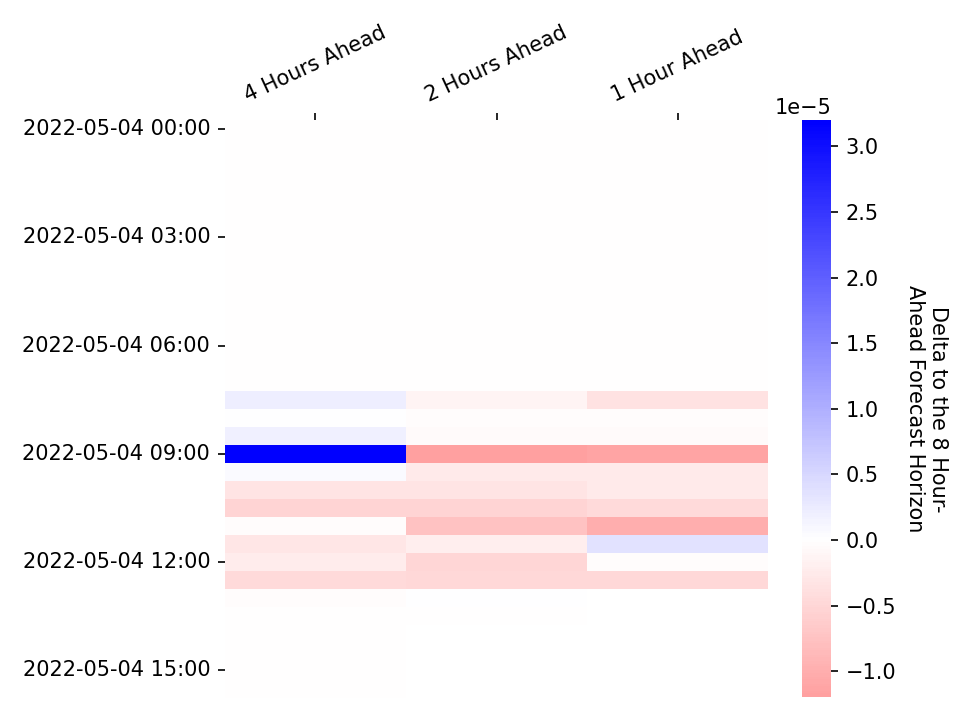 4 Hours Ahead
2 Hours Ahead
1 Hour Ahead
1e−5
2022-05-04 00:00
2022-05-04 03:00
2022-05-04 06:00
2022-05-04 09:00
2022-05-04 12:00
2022-05-04 15:00
3.0
2.5
2.0
1.5
1.0
0.5
0.0
−0.5
−1.0
Delta to the 8 Hour-
Ahead Forecast Horizon